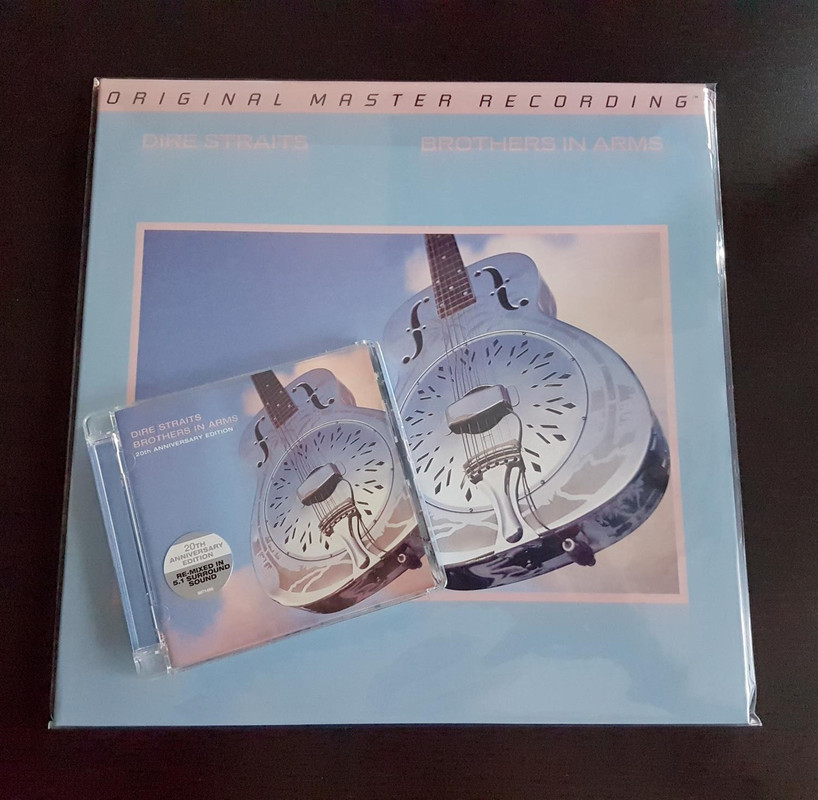 ORIGINAL MASTER RECORDING™
DIRE STRAITS BROTHERS IN ARMS
DIRE STRAITS
BROTHERS IN ARMS
20th ANNIVERSARY EDITION
20TH
ANNIVERSARY
EDITION
RE-MIXED IN
5.1 SURROUND
SOUND